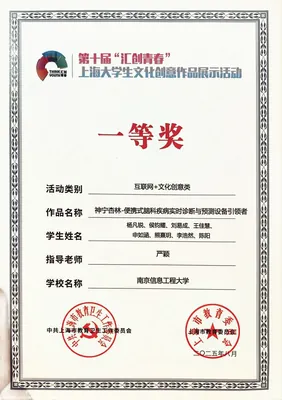 第十届“汇创青春”
上海大学生文化创意作品展示活动
一等奖
活动类别 互联网+文化创意类
作品名称 神宁杏林-便携式脑科疾病实时诊断与预测设备引领者
学生姓名 杨凡锐、侯钧耀、刘易成、王佳慧、
申如涵、熊嘉明、李浩然、陈阳
指导老师 严颖
学校名称 南京信息工程大学
中共上海市教育卫生工作委员会 上海市教育委员会
二〇二五年八月